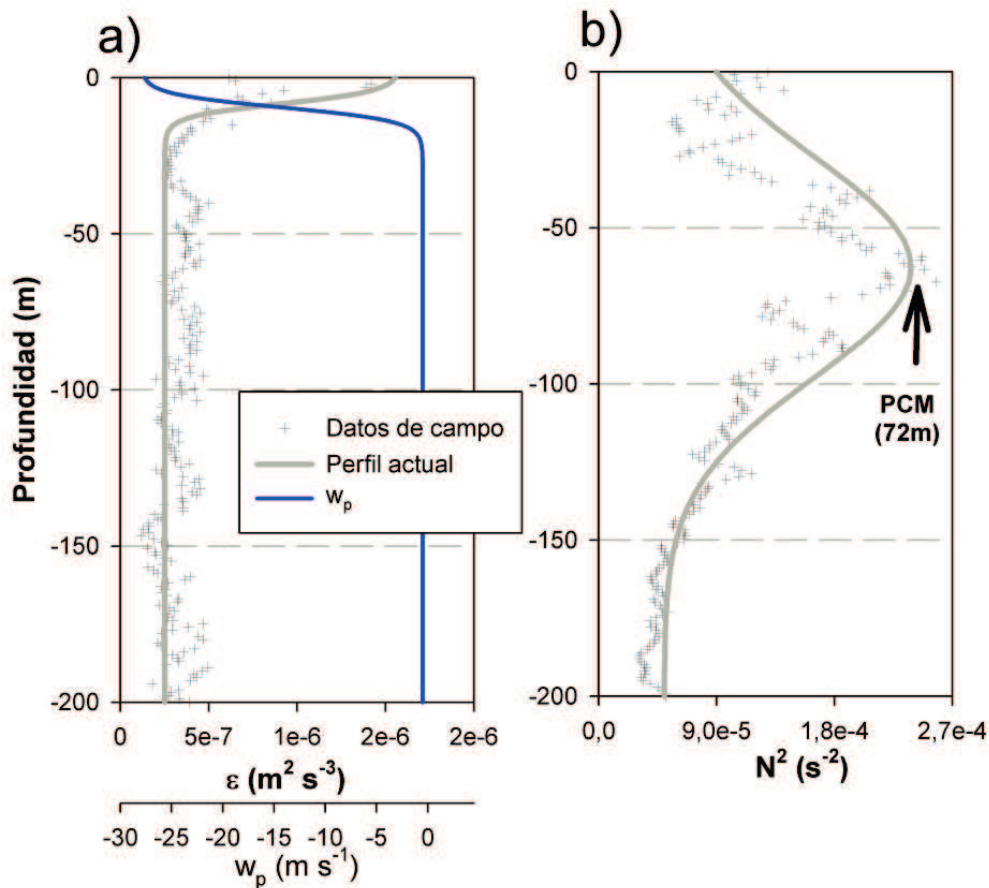 a)
0
-50
-100
-150
-200
Profundidad (m)
Datos de campo
Perfil actual
wp
0 5e-7 1e-6 2e-6 2e-6
ε (m² s⁻³)
-30 -25 -20 -15 -10 -5 0
wp (m s⁻¹)
b)
0
-50
-100
-150
-200
PCM
(72m)
0,0 9,0e-5 1,8e-4 2,7e-4
N² (s⁻²)